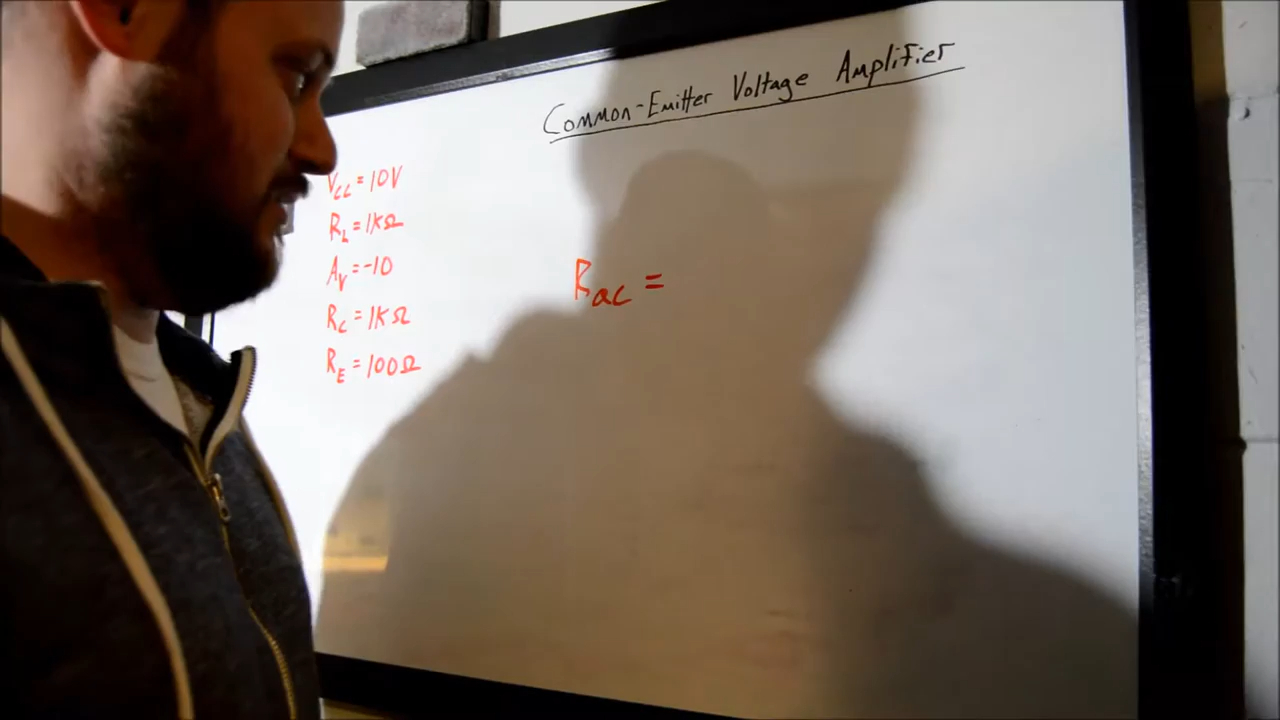 Common-Emitter Voltage Amplifier
VCC = 10V
RL = 1KΩ
AV = -10
RC = 1KΩ
RE = 100Ω
Rac =